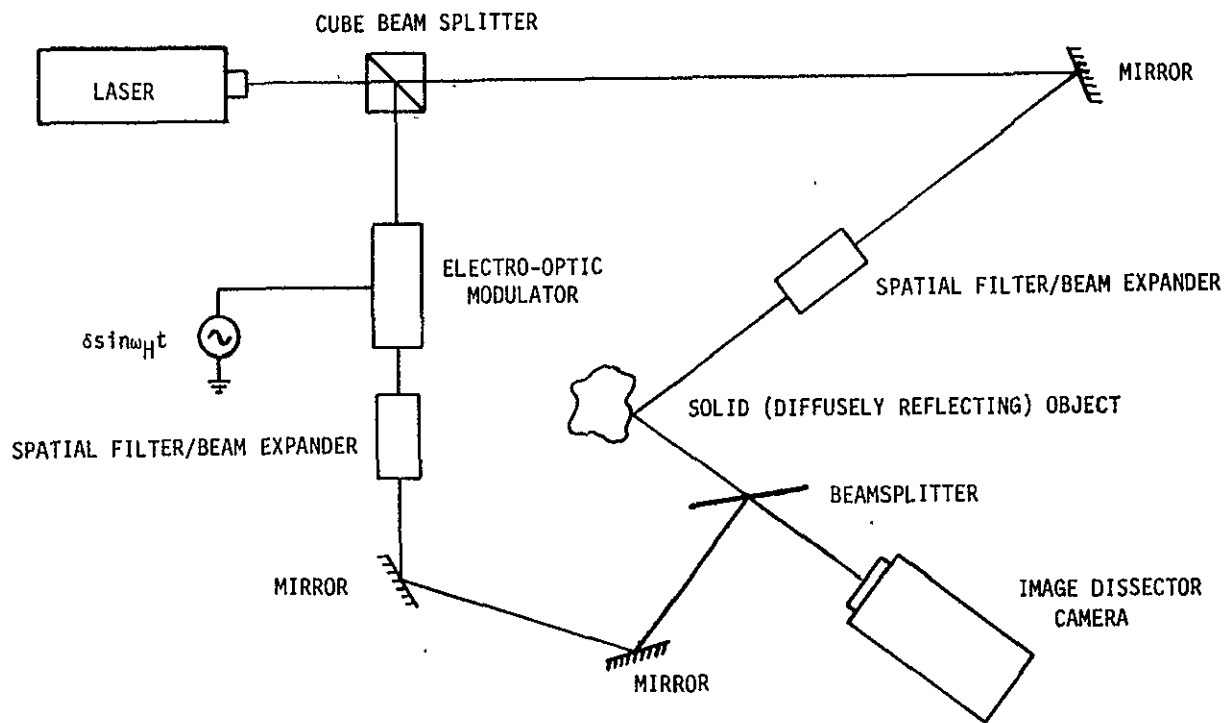 CUBE BEAM SPLITTER
LASER
MIRROR
ELECTRO-OPTIC
MODULATOR
SPATIAL FILTER/BEAM EXPANDER
δsinω_H t
SOLID (DIFFUSELY REFLECTING) OBJECT
SPATIAL FILTER/BEAM EXPANDER
BEAMSPLITTER
MIRROR
IMAGE DISSECTOR
CAMERA
MIRROR